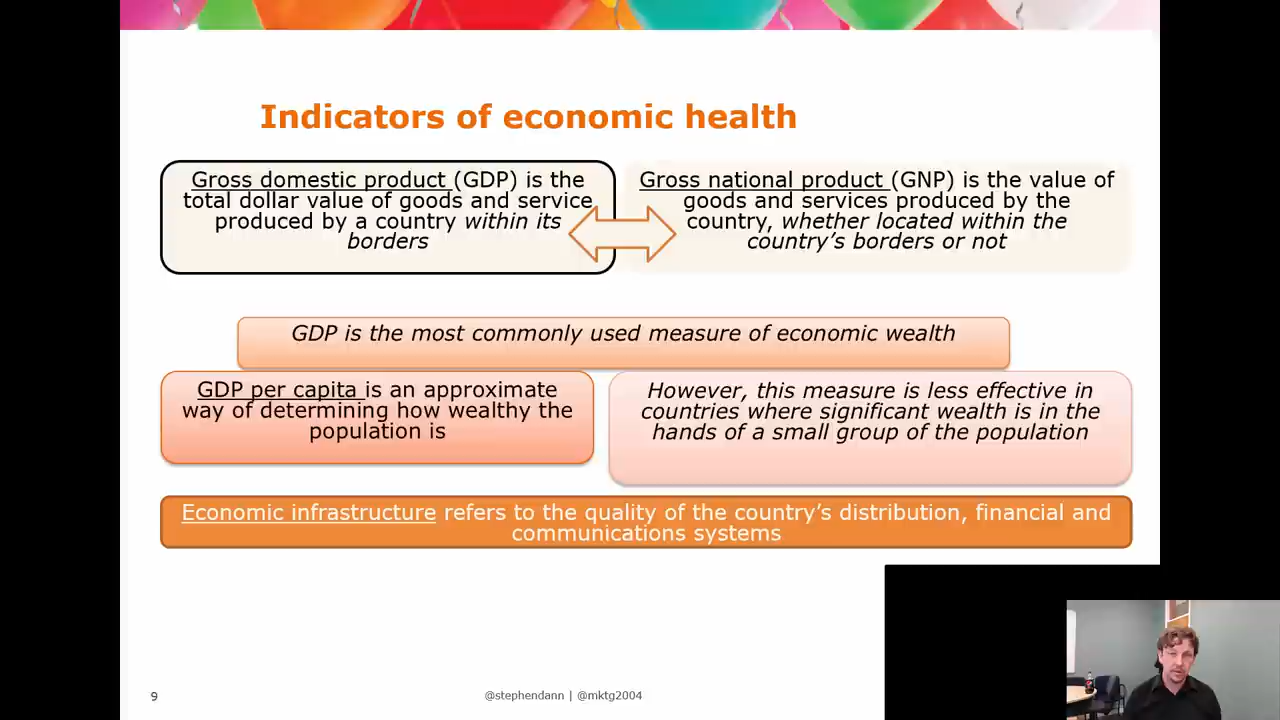 Indicators of economic health
Gross domestic product (GDP) is the
total dollar value of goods and service
produced by a country within its
borders
Gross national product (GNP) is the value of
goods and services produced by the
country, whether located within the
country’s borders or not
GDP is the most commonly used measure of economic wealth
GDP per capita is an approximate
way of determining how wealthy the
population is
However, this measure is less effective in
countries where significant wealth is in the
hands of a small group of the population
Economic infrastructure refers to the quality of the country’s distribution, financial and
communications systems
9
@stephendann | @mktg2004